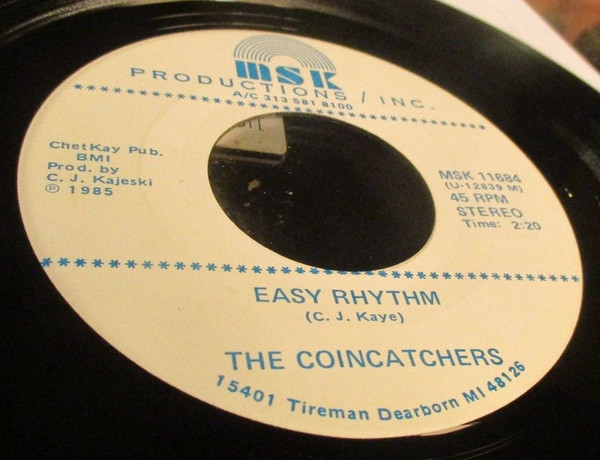 msk
PRODUCTIONS / INC.
A/C 313 581 8100
ChetKay Pub.
BMI
Prod. by
C. J. Kajeski
℗ 1985
MSK 11684
(U-12839 M)
45 RPM
STEREO
Time: 2:20
EASY RHYTHM
(C. J. Kaye)
THE COINCATCHERS
15401 Tireman Dearborn MI 48126